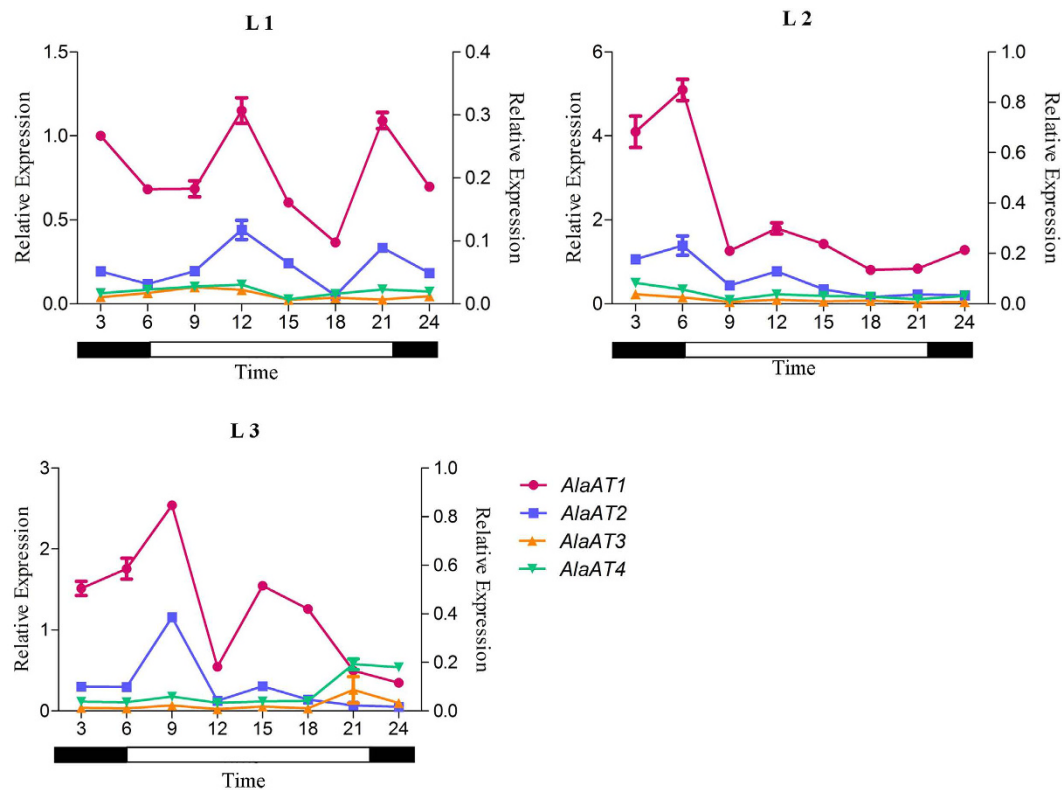 L 1
1.5
1.0
0.5
0.0
Relative Expression
0.4
0.3
0.2
0.1
0.0
Relative Expression
3 6 9 12 15 18 21 24
Time
L 2
6
4
2
0
Relative Expression
1.0
0.8
0.6
0.4
0.2
0.0
Relative Expression
3 6 9 12 15 18 21 24
Time
L 3
3
2
1
0
Relative Expression
1.0
0.8
0.6
0.4
0.2
0.0
Relative Expression
3 6 9 12 15 18 21 24
Time
AlaAT1
AlaAT2
AlaAT3
AlaAT4